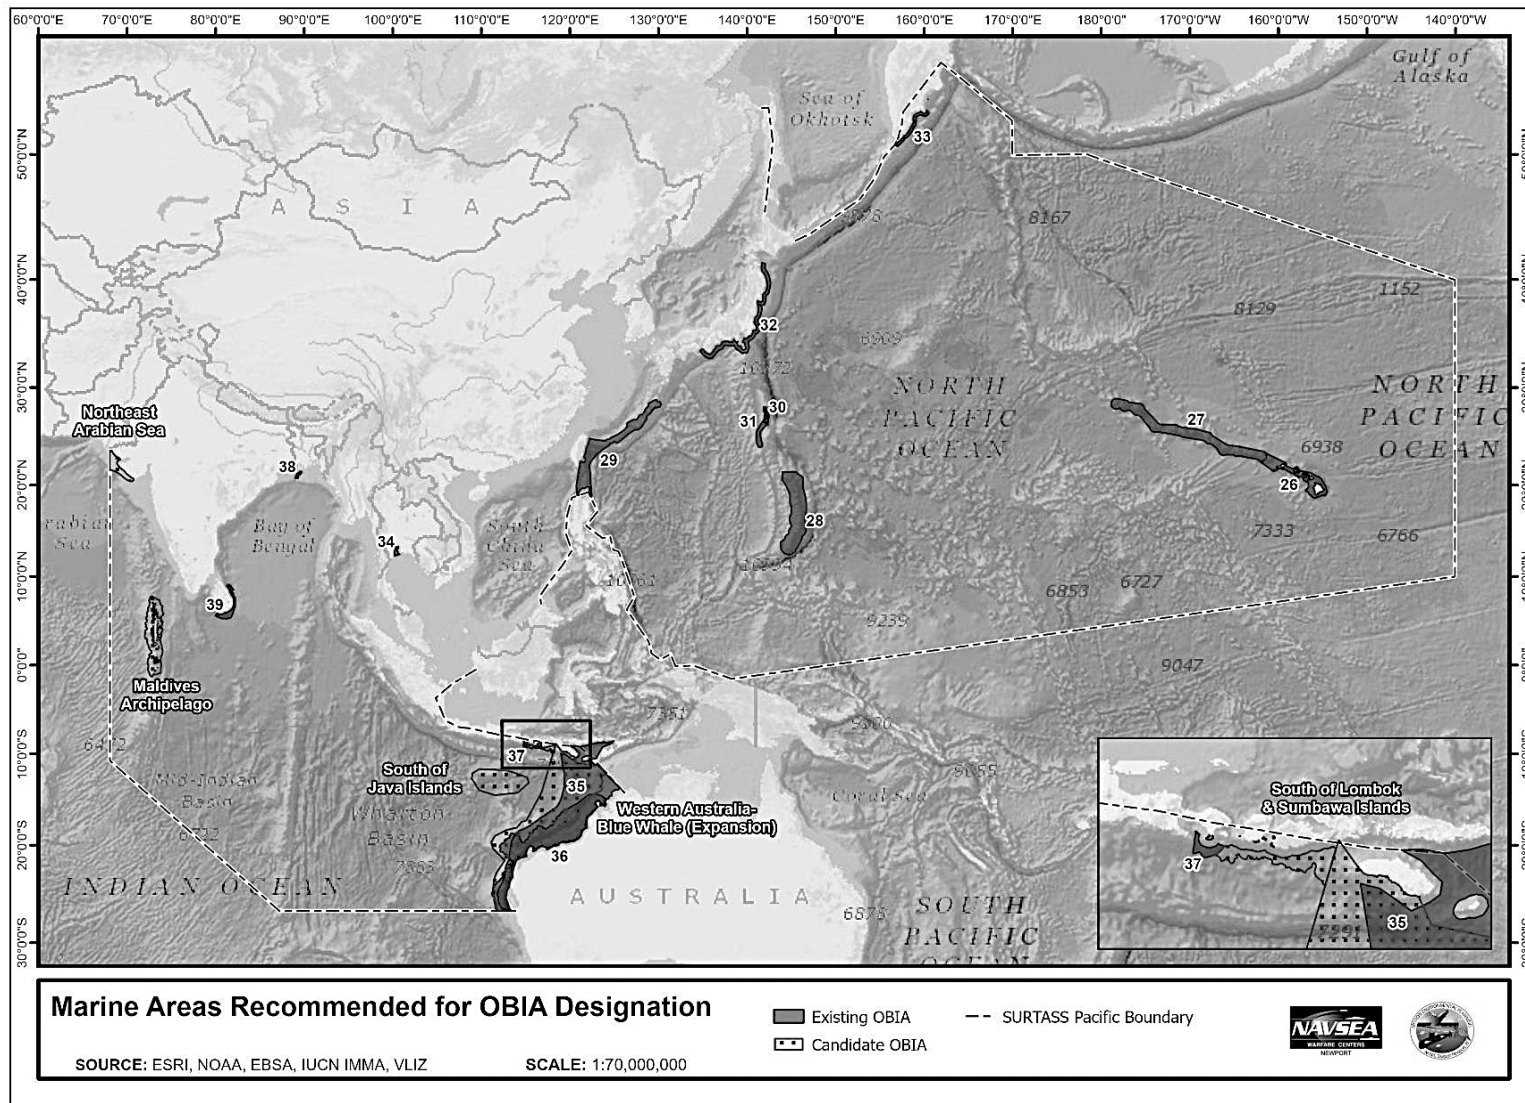 60°0'0"E 70°0'0"E 80°0'0"E 90°0'0"E 100°0'0"E 110°0'0"E 120°0'0"E 130°0'0"E 140°0'0"E 150°0'0"E 160°0'0"E 170°0'0"E 180°0'0" 170°0'0"W 160°0'0"W 150°0'0"W 140°0'0"W
50°0'0"N
40°0'0"N
30°0'0"N
20°0'0"N
10°0'0"N
0°0'0"
10°0'0"S
20°0'0"S
30°0'0"S
Gulf of
Alaska
Sea of
Okhotsk
33
ASIA
8167
1152
8129
32
6909
NORTH
PACIFIC
OCEAN
NORTH
PACIFIC
OCEAN
Northeast
Arabian Sea
30
31
27
29
6938
38
26
28
Bay of
Bengal
South
China
Sea
34
7333
6766
39
6853
6727
9239
9047
Maldives
Archipelago
7351
37
South of
Java Islands
35
Mid-Indian
Basin
Wharton
Basin
Western Australia-
Blue Whale (Expansion)
Coral Sea
36
INDIAN OCEAN
AUSTRALIA
SOUTH
PACIFIC
OCEAN
South of Lombok
& Sumbawa Islands
37
35
Marine Areas Recommended for OBIA Designation
Existing OBIA
SURTASS Pacific Boundary
Candidate OBIA
SOURCE: ESRI, NOAA, EBSA, IUCN IMMA, VLIZ
SCALE: 1:70,000,000
NAVSEA
WARFARE CENTERS
NEWPORT